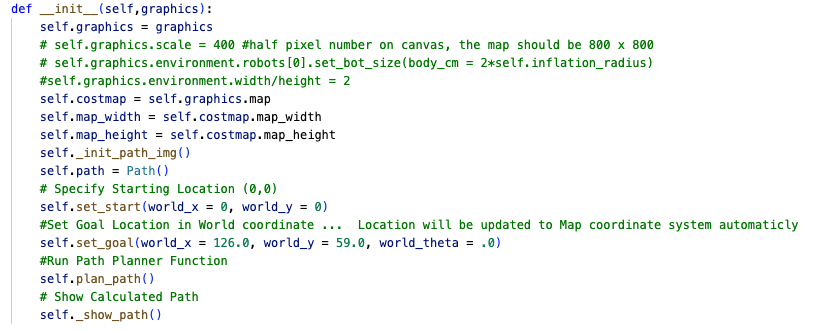 def __init__(self,graphics):
self.graphics = graphics
# self.graphics.scale = 400 #half pixel number on canvas, the map should be 800 x 800
# self.graphics.environment.robots[0].set_bot_size(body_cm = 2*self.inflation_radius)
#self.graphics.environment.width/height = 2
self.costmap = self.graphics.map
self.map_width = self.costmap.map_width
self.map_height = self.costmap.map_height
self._init_path_img()
self.path = Path()
# Specify Starting Location (0,0)
self.set_start(world_x = 0, world_y = 0)
#Set Goal Location in World coordinate ...  Location will be updated to Map coordinate system automaticly
self.set_goal(world_x = 126.0, world_y = 59.0, world_theta = .0)
#Run Path Planner Function
self.plan_path()
# Show Calculated Path
self._show_path()